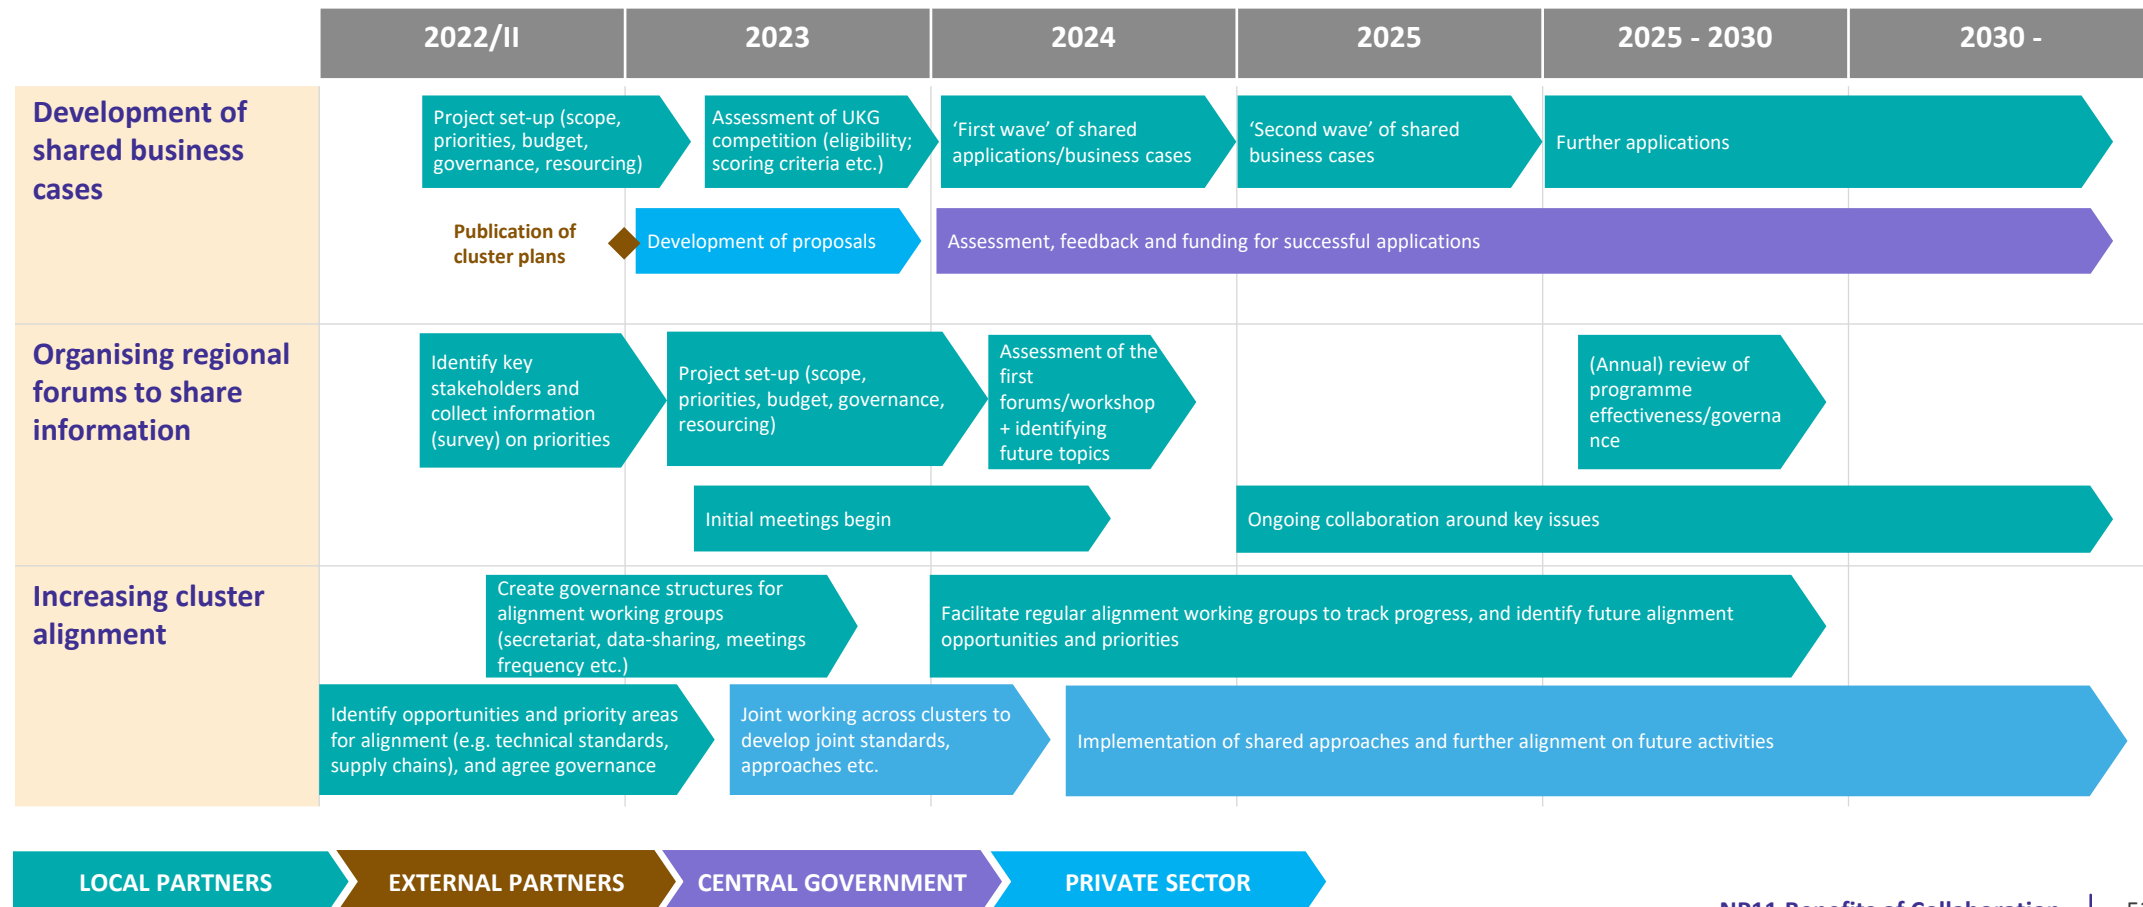 2022/II
2023
2024
2025
2025 - 2030
2030 -
Development of
shared business
cases
Project set-up (scope,
priorities, budget,
governance, resourcing)
Assessment of UKG
competition (eligibility;
scoring criteria etc.)
‘First wave’ of shared
applications/business cases
‘Second wave’ of shared
business cases
Further applications
Publication of
cluster plans
Development of proposals
Assessment, feedback and funding for successful applications
Organising regional
forums to share
information
Identify key
stakeholders and
collect information
(survey) on priorities
Project set-up (scope,
priorities, budget, governance,
resourcing)
Assessment of the
first
forums/workshop
+ identifying
future topics
(Annual) review of
programme
effectiveness/governa
nce
Initial meetings begin
Ongoing collaboration around key issues
Increasing cluster
alignment
Create governance structures for
alignment working groups
(secretariat, data-sharing, meetings
frequency etc.)
Facilitate regular alignment working groups to track progress, and identify future alignment
opportunities and priorities
Identify opportunities and priority areas
for alignment (e.g. technical standards,
supply chains), and agree governance
Joint working across clusters to
develop joint standards,
approaches etc.
Implementation of shared approaches and further alignment on future activities
LOCAL PARTNERS
EXTERNAL PARTNERS
CENTRAL GOVERNMENT
PRIVATE SECTOR
NP11 Benefits of Collaboration